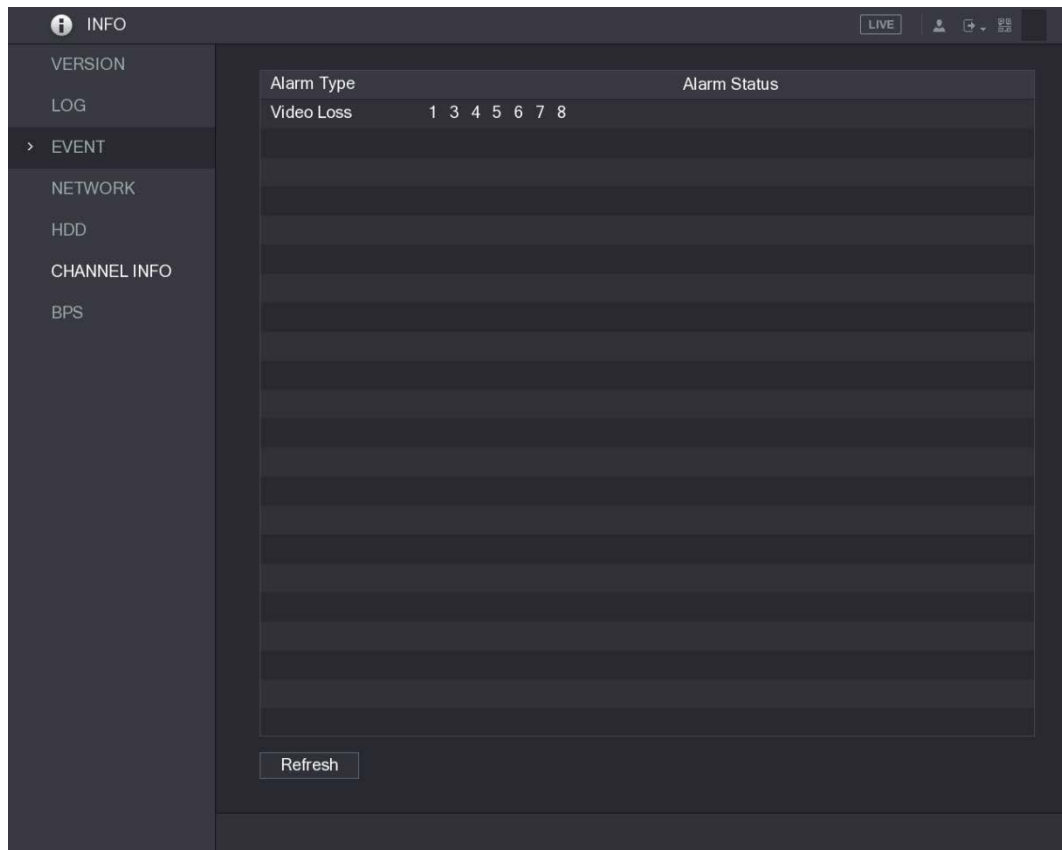 INFO
LIVE
VERSION
LOG
> EVENT
NETWORK
HDD
CHANNEL INFO
BPS
Alarm Type Alarm Status
Video Loss 1 3 4 5 6 7 8
Refresh